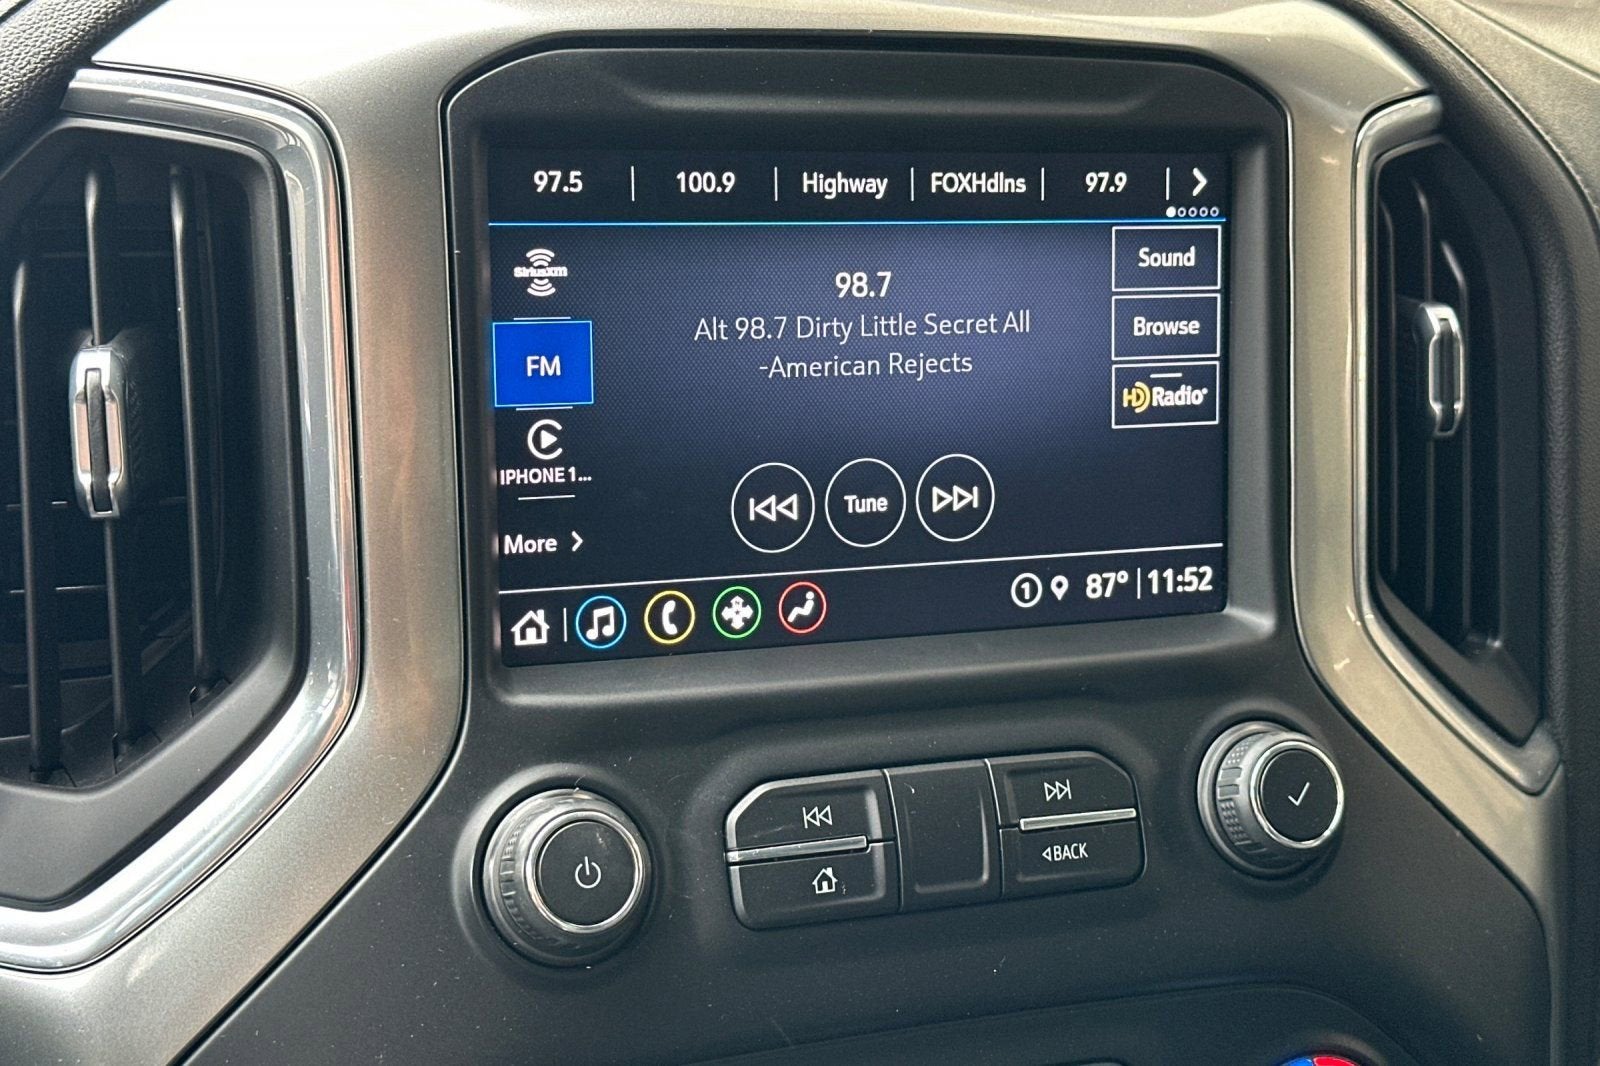 97.5 | 100.9 | Highway | FOXHdlns | 97.9
siriusxm
Sound
98.7
Alt 98.7 Dirty Little Secret All
-American Rejects
Browse
FM
HD Radio
IPHONE 1...
Tune
More
1 87° | 11:52
BACK